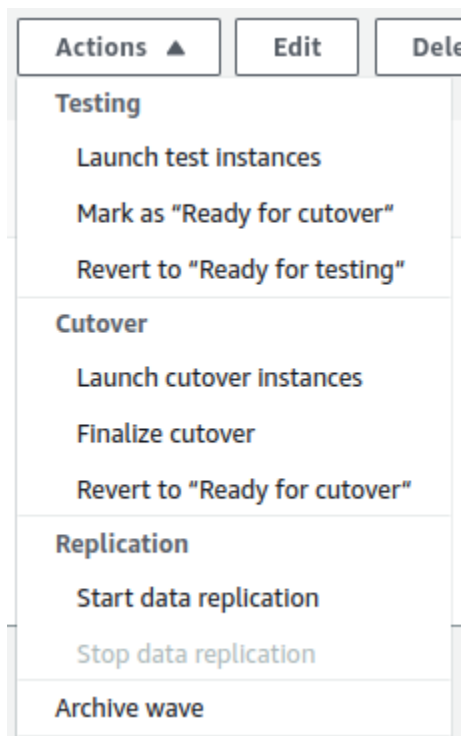 Actions ▲ Edit Dele
Testing
Launch test instances
Mark as “Ready for cutover“
Revert to “Ready for testing“
Cutover
Launch cutover instances
Finalize cutover
Revert to “Ready for cutover“
Replication
Start data replication
Stop data replication
Archive wave